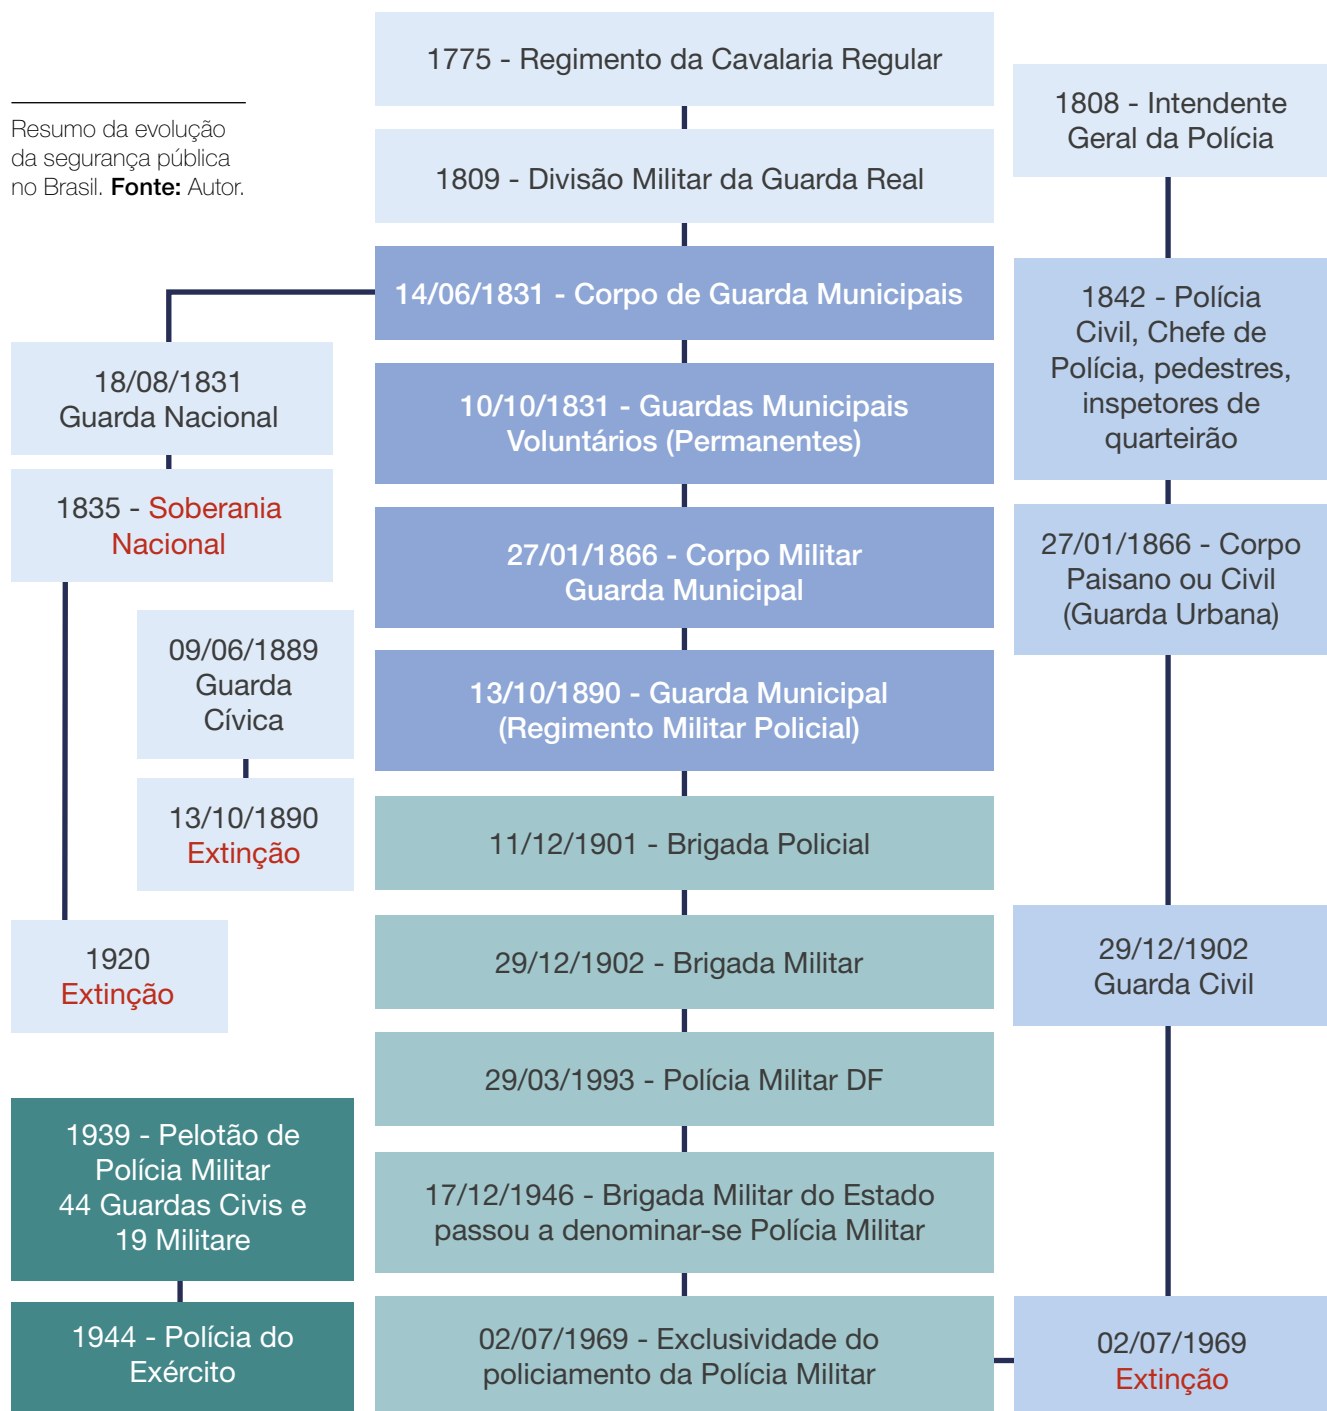 Resumo da evolução
da segurança pública
no Brasil. Fonte: Autor.
1775 - Regimento da Cavalaria Regular
1809 - Divisão Militar da Guarda Real
14/06/1831 - Corpo de Guarda Municipais
10/10/1831 - Guardas Municipais
Voluntários (Permanentes)
27/01/1866 - Corpo Militar
Guarda Municipal
13/10/1890 - Guarda Municipal
(Regimento Militar Policial)
11/12/1901 - Brigada Policial
29/12/1902 - Brigada Militar
29/03/1993 - Polícia Militar DF
17/12/1946 - Brigada Militar do Estado
passou a denominar-se Polícia Militar
02/07/1969 - Exclusividade do
policiamento da Polícia Militar
18/08/1831
Guarda Nacional
1835 - Soberania
Nacional
09/06/1889
Guarda
Cívica
13/10/1890
Extinção
1920
Extinção
1939 - Pelotão de
Polícia Militar
44 Guardas Civis e
19 Militare
1944 - Polícia do
Exército
1808 - Intendente
Geral da Polícia
1842 - Polícia
Civil, Chefe de
Polícia, pedestres,
inspetores de
quarteirão
27/01/1866 - Corpo
Paisano ou Civil
(Guarda Urbana)
29/12/1902
Guarda Civil
02/07/1969
Extinção